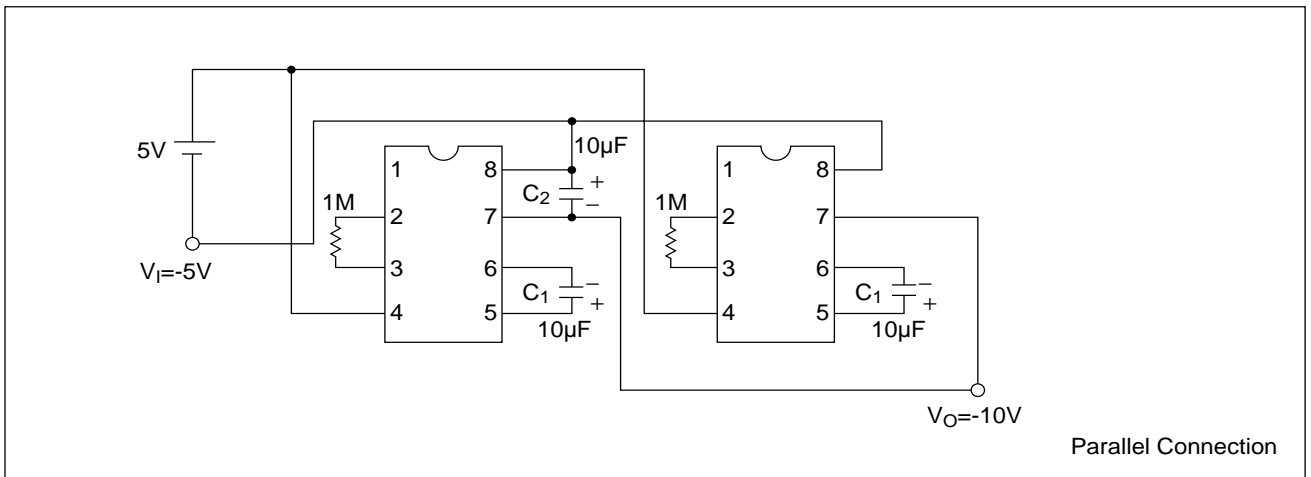 5V
VI=-5V
1M
1
2
3
4
8
7
6
5
10µF
C2
+
–
C1
–
+
10µF
1M
1
2
3
4
8
7
6
5
C1
–
+
10µF
VO=-10V
Parallel Connection